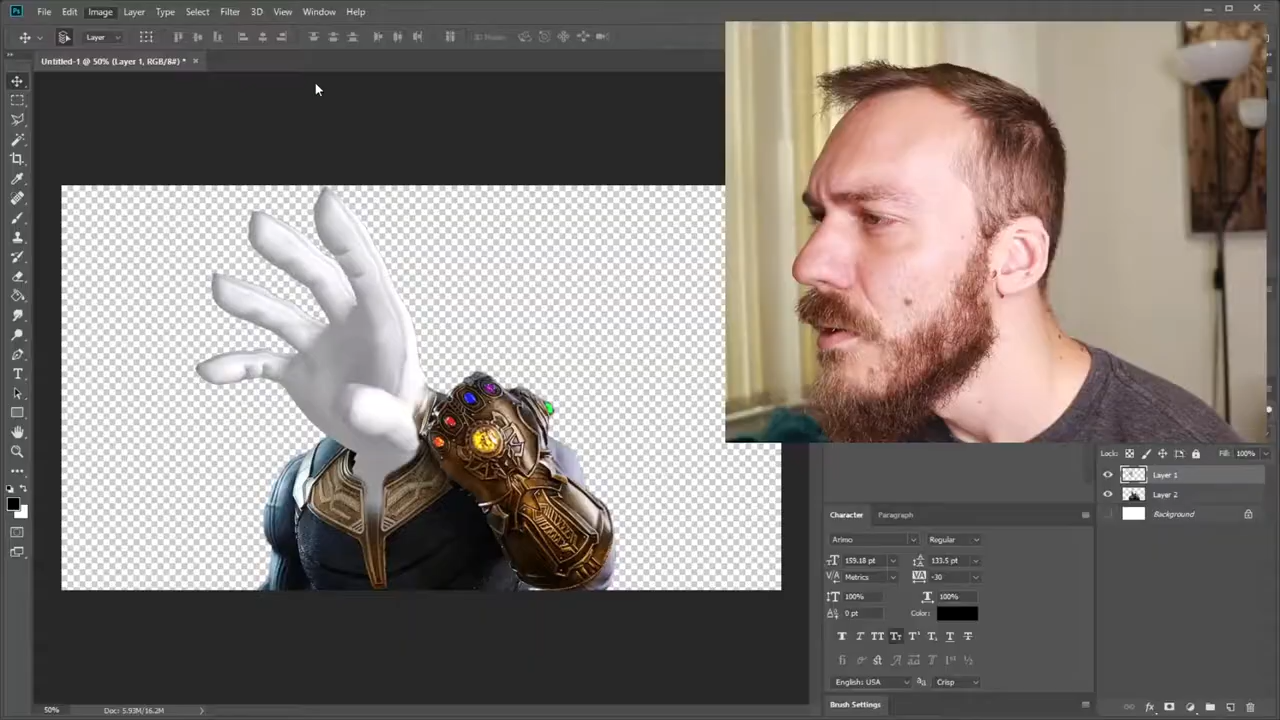 Ps File Edit Image Layer Type Select Filter 3D View Window Help
Layer
Untitled-1 @ 50% (Layer 1, RGB/8#) * ×
Lock: Fill: 100%
Layer 1
Layer 2
Background
Character Paragraph
Arimo Regular
159.18 pt 133.5 pt
Metrics -30
100% 100%
0 pt Color:
English: USA Crisp
Brush Settings
50% Doc: 5.93M/16.2M